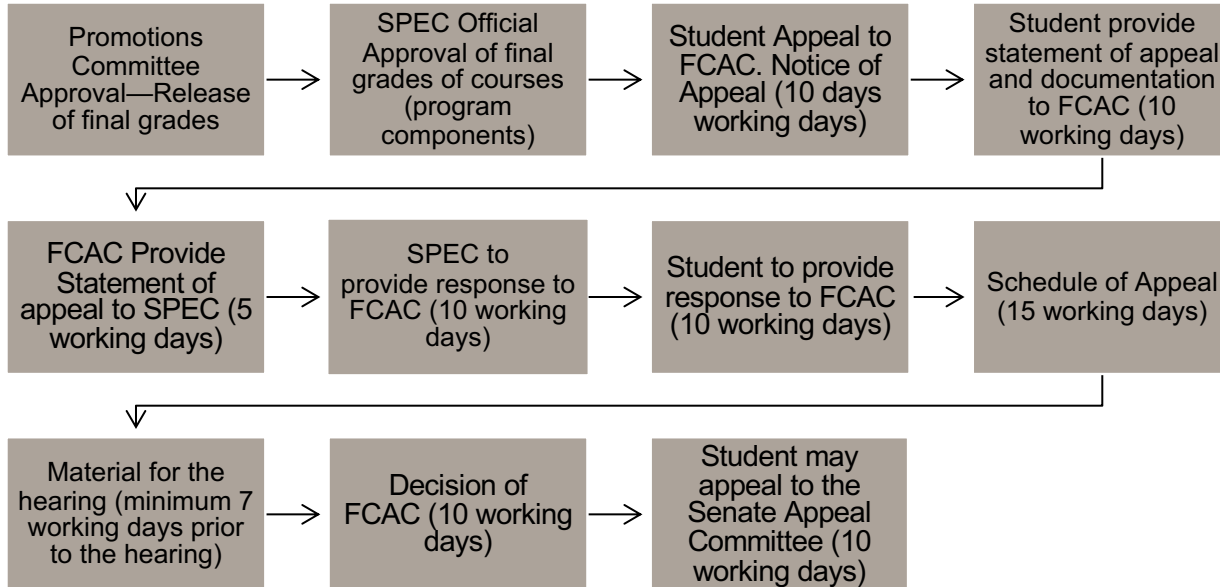 Promotions
Committee
Approval—Release
of final grades
SPEC Official
Approval of final
grades of courses
(program
components)
Student Appeal to
FCAC. Notice of
Appeal (10 days
working days)
Student provide
statement of appeal
and documentation
to FCAC (10
working days)
FCAC Provide
Statement of
appeal to SPEC (5
working days)
SPEC to
provide response to
FCAC (10 working
days)
Student to provide
response to FCAC
(10 working days)
Schedule of Appeal
(15 working days)
Material for the
hearing (minimum 7
working days prior
to the hearing)
Decision of
FCAC (10 working
days)
Student may
appeal to the
Senate Appeal
Committee (10
working days)